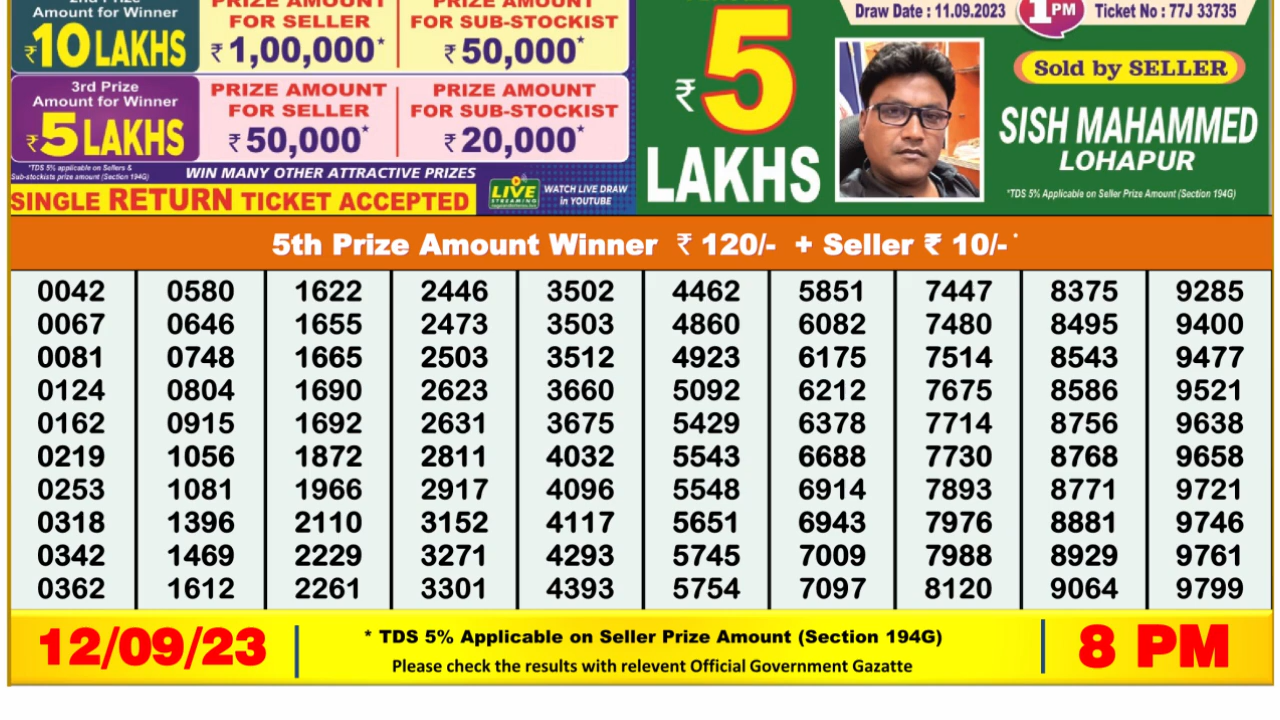 2nd Prize
Amount for Winner
₹10 LAKHS
PRIZE AMOUNT
FOR SELLER
₹ 1,00,000*
PRIZE AMOUNT
FOR SUB-STOCKIST
₹ 50,000*
3rd Prize
Amount for Winner
₹5 LAKHS
PRIZE AMOUNT
FOR SELLER
₹ 50,000*
PRIZE AMOUNT
FOR SUB-STOCKIST
₹ 20,000*
*TDS 5% applicable on Sellers &
Sub-stockists prize amount (Section 194G)
WIN MANY OTHER ATTRACTIVE PRIZES
SINGLE RETURN TICKET ACCEPTED
LIVE
STREAMING
WATCH LIVE DRAW
in YOUTUBE
₹ 5
LAKHS
Draw Date : 11.09.2023
1 PM
Ticket No : 77J 33735
Sold by SELLER
SISH MAHAMMED
LOHAPUR
*TDS 5% Applicable on Seller Prize Amount (Section 194G)
5th Prize Amount Winner ₹ 120/- + Seller ₹ 10/-*
0042 0580 1622 2446 3502 4462 5851 7447 8375 9285
0067 0646 1655 2473 3503 4860 6082 7480 8495 9400
0081 0748 1665 2503 3512 4923 6175 7514 8543 9477
0124 0804 1690 2623 3660 5092 6212 7675 8586 9521
0162 0915 1692 2631 3675 5429 6378 7714 8756 9638
0219 1056 1872 2811 4032 5543 6688 7730 8768 9658
0253 1081 1966 2917 4096 5548 6914 7893 8771 9721
0318 1396 2110 3152 4117 5651 6943 7976 8881 9746
0342 1469 2229 3271 4293 5745 7009 7988 8929 9761
0362 1612 2261 3301 4393 5754 7097 8120 9064 9799
12/09/23
* TDS 5% Applicable on Seller Prize Amount (Section 194G)
Please check the results with relevent Official Government Gazatte
8 PM